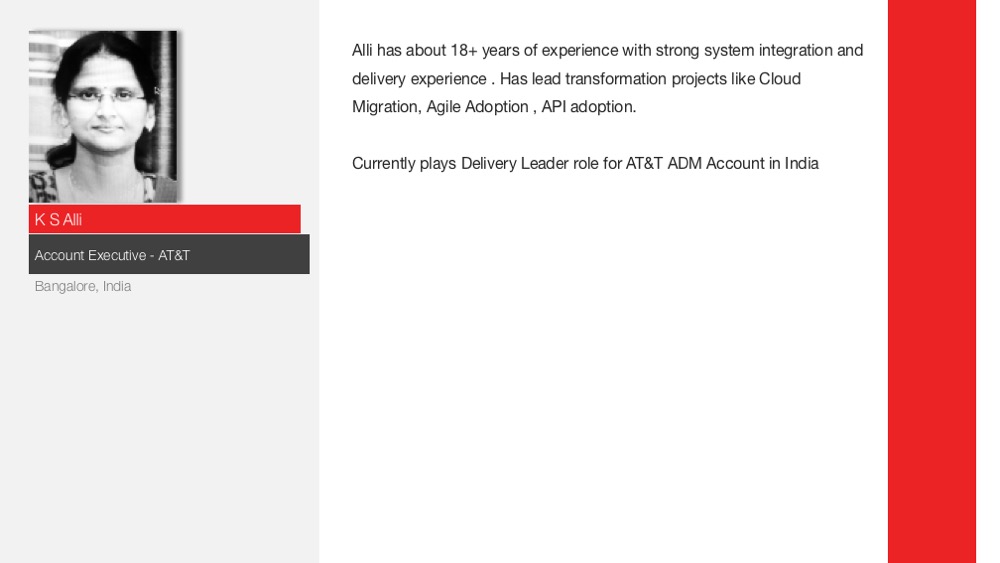 Alli has about 18+ years of experience with strong system integration and
delivery experience . Has lead transformation projects like Cloud
Migration, Agile Adoption , API adoption.
Currently plays Delivery Leader role for AT&T ADM Account in India
K S Alli
Account Executive - AT&T
Bangalore, India